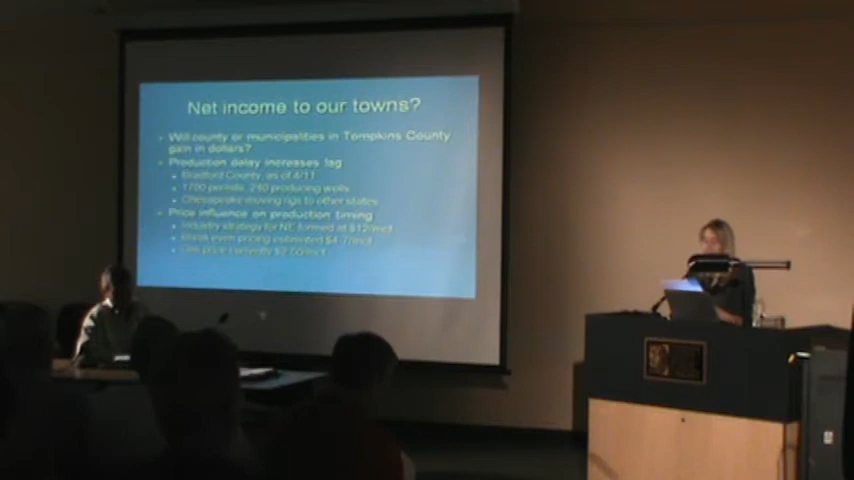 Net income to our towns?
Will county or municipalities in Tompkins County
gain in dollars?
Production delay increases lag
Bradford County, as of 4/11
1700 permits, 290 producing wells
Chesapeake moving rigs to other states
Price influence on production timing
Industry strategy for NE formed at $12/mcf
Break even pricing estimated
Gas price currently